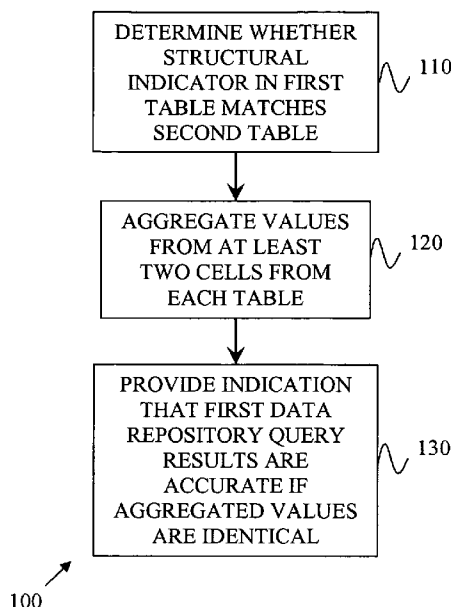 DETERMINE WHETHER
STRUCTURAL
INDICATOR IN FIRST
TABLE MATCHES
SECOND TABLE
110
AGGREGATE VALUES
FROM AT LEAST
TWO CELLS FROM
EACH TABLE
120
PROVIDE INDICATION
THAT FIRST DATA
REPOSITORY QUERY
RESULTS ARE
ACCURATE IF
AGGREGATED VALUES
ARE IDENTICAL
130
100